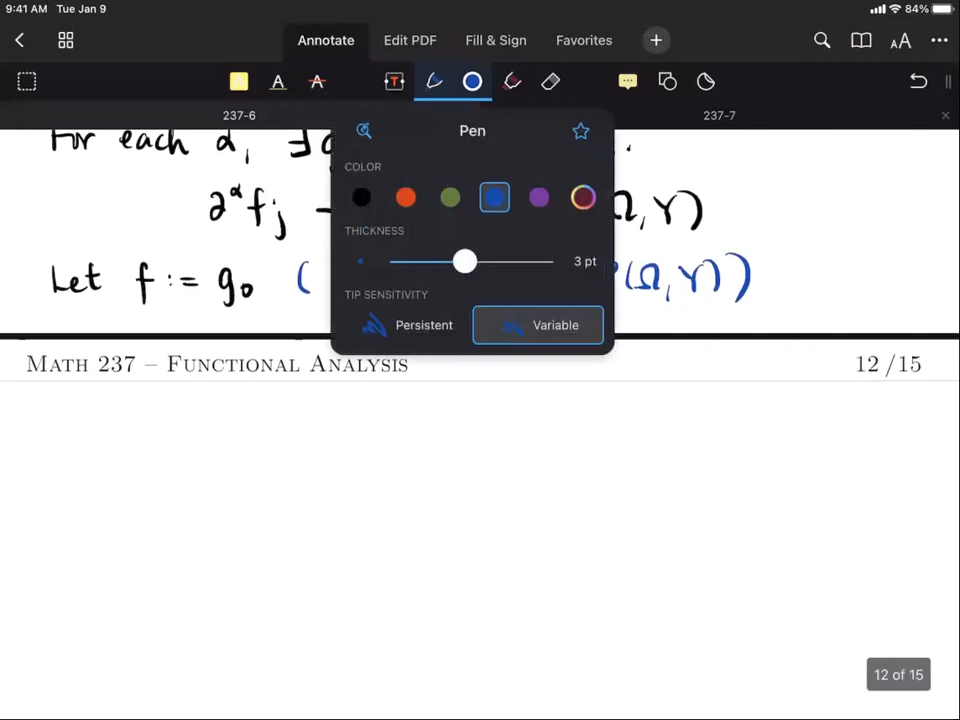 9:41 AM Tue Jan 9 84%
Annotate Edit PDF Fill & Sign Favorites
237-6 237-7
For each α, ∃
Pen
COLOR
∂^α f_j – Ω, Y)
THICKNESS
3 pt
Let f := g_0 ( (Ω, Y))
TIP SENSITIVITY
Persistent Variable
MATH 237 – FUNCTIONAL ANALYSIS 12 / 15
12 of 15